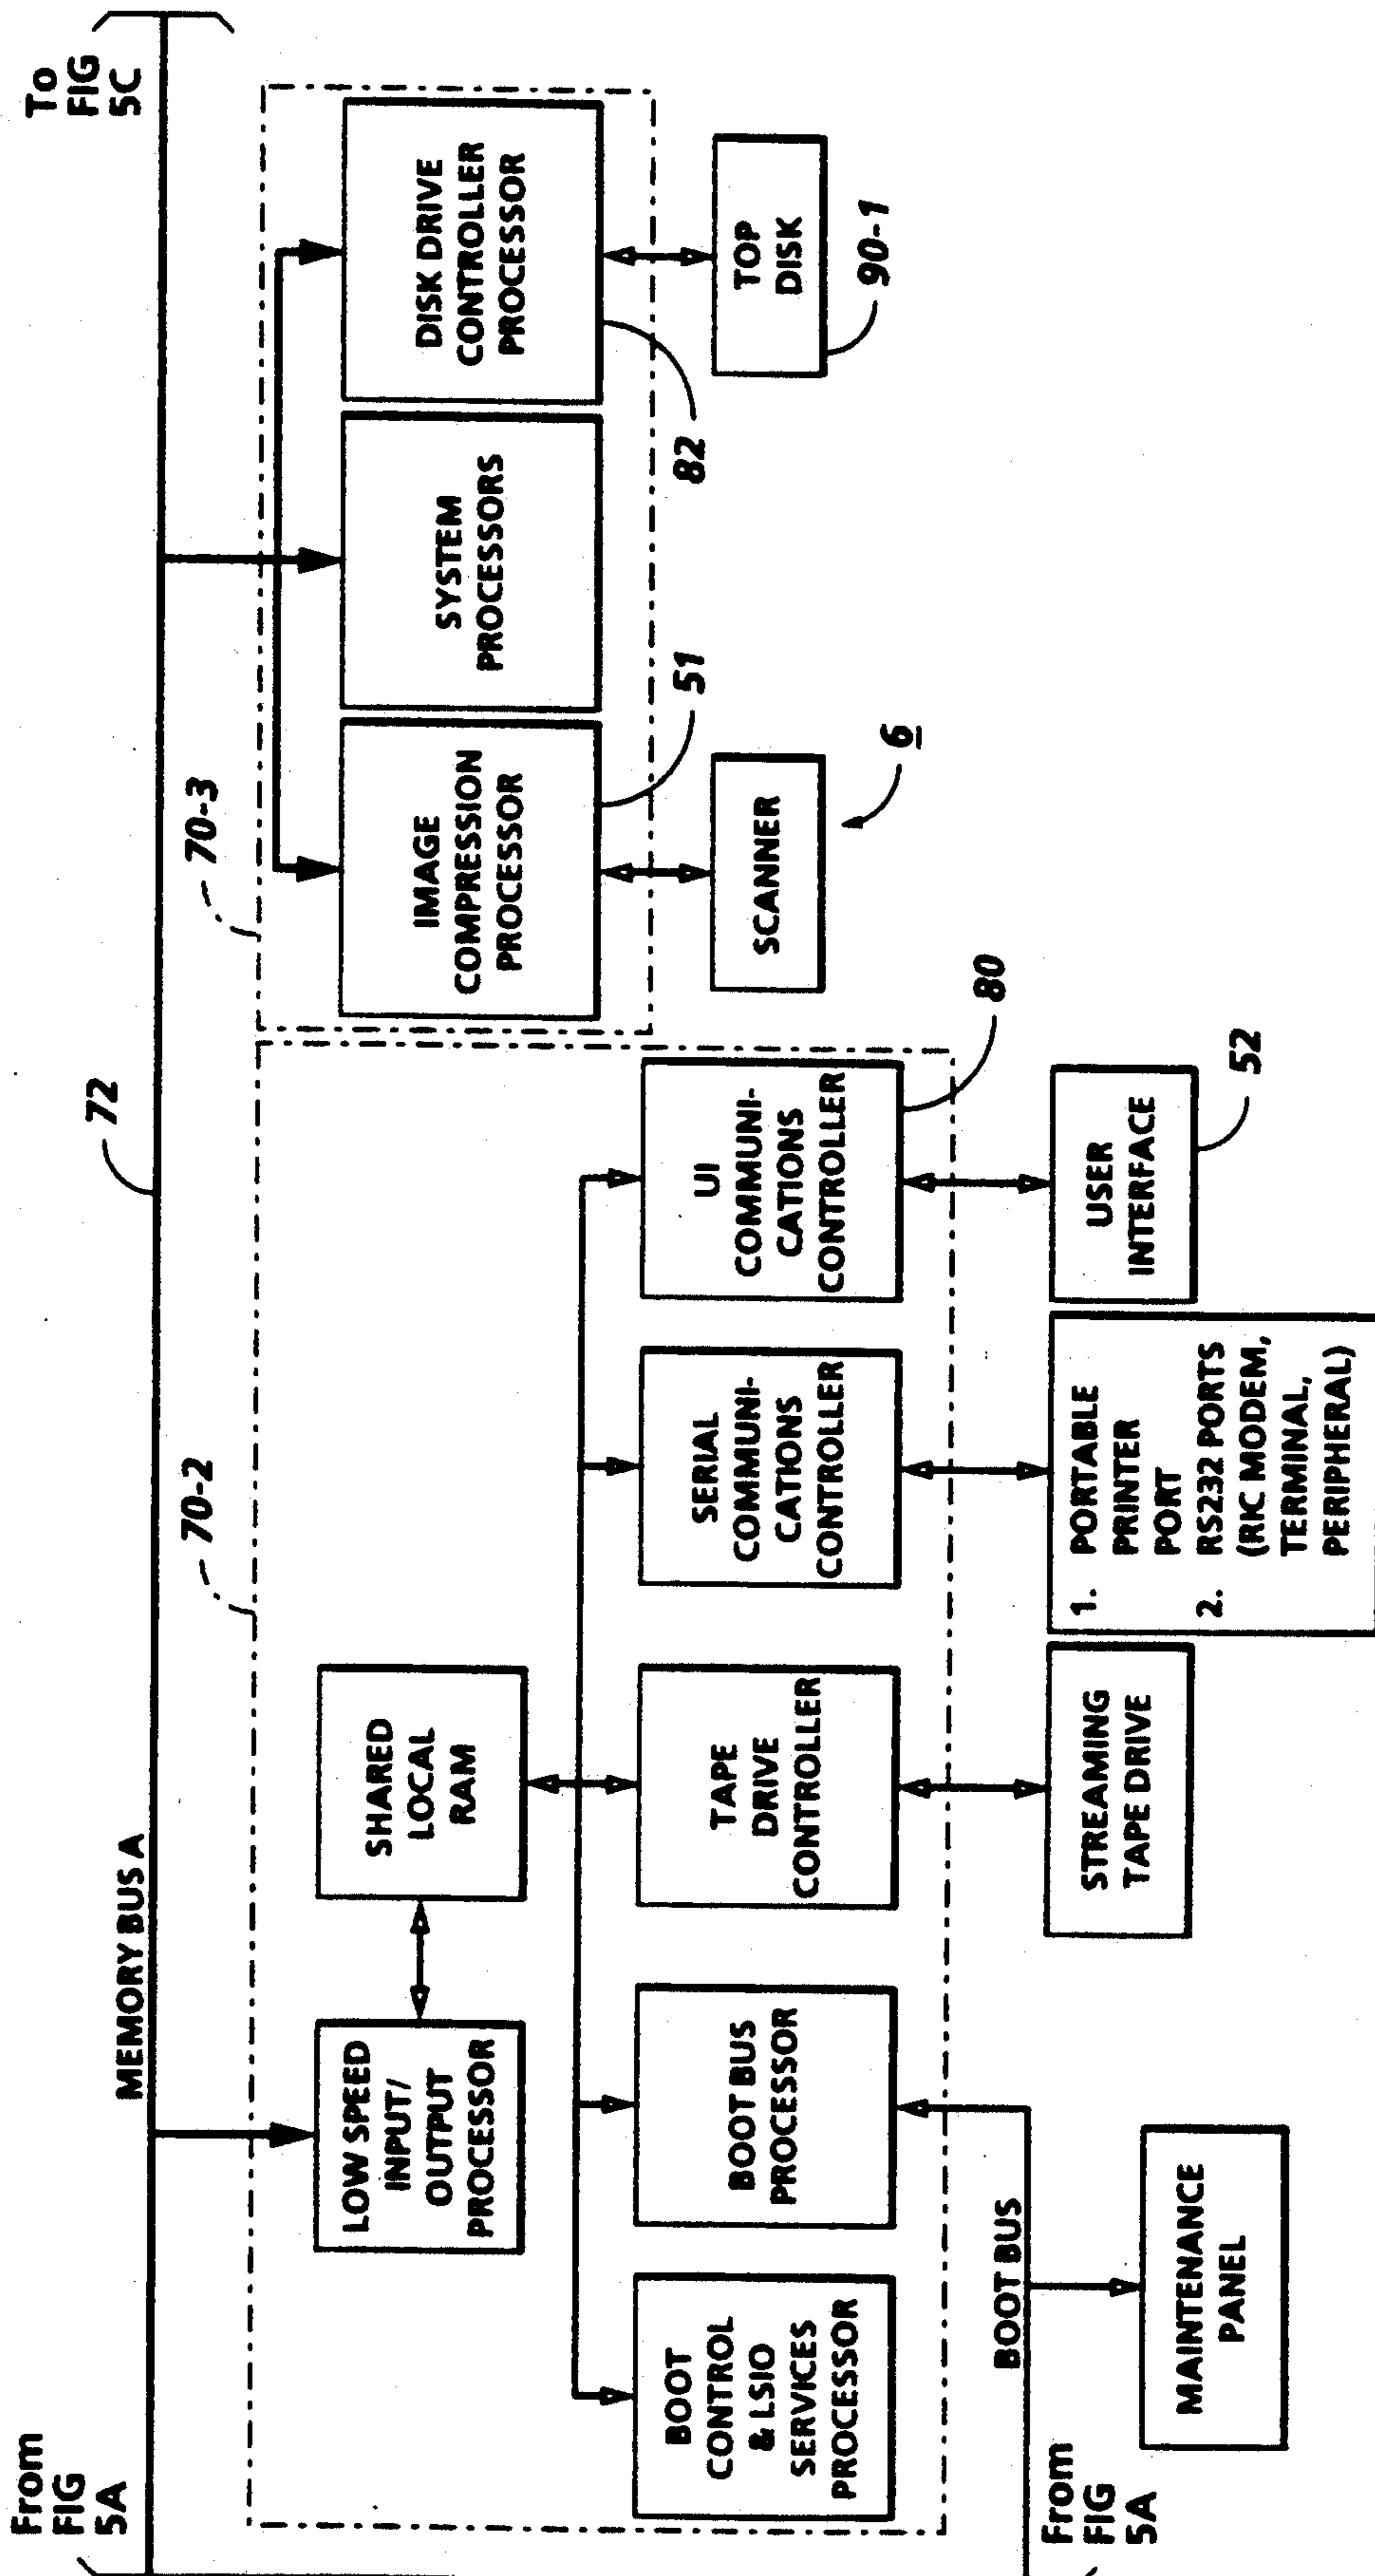 From
FIG
5A
MEMORY BUS A
72
To
FIG
5C
70-2
70-3
LOW SPEED
INPUT/
OUTPUT
PROCESSOR
SHARED
LOCAL
RAM
IMAGE
COMPRESSION
PROCESSOR
SYSTEM
PROCESSORS
DISK DRIVE
CONTROLLER
PROCESSOR
51
82
SCANNER
6
TOP
DISK
90-1
BOOT
CONTROL
& LSIO
SERVICES
PROCESSOR
BOOT BUS
PROCESSOR
TAPE
DRIVE
CONTROLLER
SERIAL
COMMUNI-
CATIONS
CONTROLLER
UI
COMMUNI-
CATIONS
CONTROLLER
80
BOOT BUS
From
FIG
5A
MAINTENANCE
PANEL
STREAMING
TAPE DRIVE
1. PORTABLE
PRINTER
PORT
2. RS232 PORTS
(RIC MODEM,
TERMINAL,
PERIPHERAL)
USER
INTERFACE
52